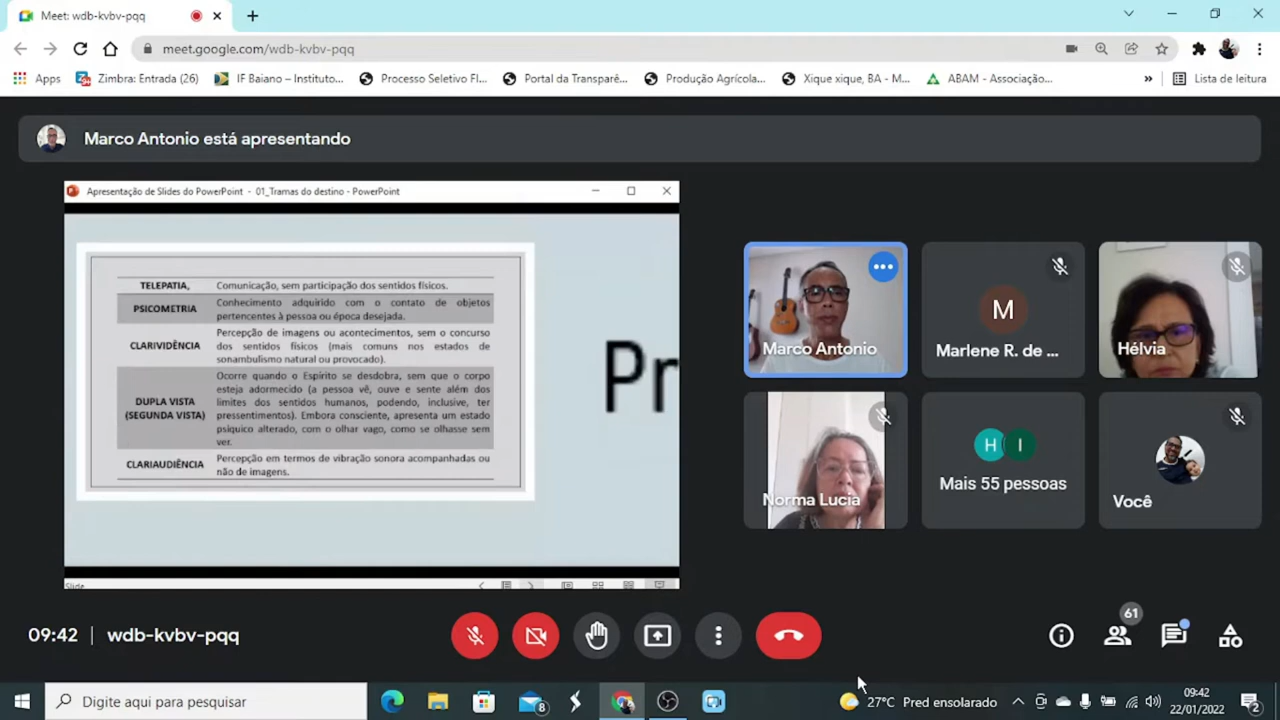 Meet: wdb-kvbv-pqq
meet.google.com/wdb-kvbv-pqq
Apps
Zimbra: Entrada (26)
IF Baiano – Instituto...
Processo Seletivo FI...
Portal da Transparê...
Produção Agrícola...
Xique xique, BA - M...
ABAM - Associação...
»
Lista de leitura
Marco Antonio está apresentando
Apresentação de Slides do PowerPoint - 01_Tramas do destino - PowerPoint
TELEPATIA,
Comunicação, sem participação dos sentidos físicos.
PSICOMETRIA
Conhecimento adquirido com o contato de objetos
pertencentes à pessoa ou época desejada.
CLARIVIDÊNCIA
Percepção de imagens ou acontecimentos, sem o concurso
dos sentidos físicos (mais comuns nos estados de
sonambulismo natural ou provocado).
DUPLA VISTA
(SEGUNDA VISTA)
Ocorre quando o Espírito se desdobra, sem que o corpo
esteja adormecido (a pessoa vê, ouve e sente além dos
limites dos sentidos humanos, podendo, inclusive, ter
pressentimentos). Embora consciente, apresenta um estado
psíquico alterado, com o olhar vago, como se olhasse sem
ver.
CLARIAUDIÊNCIA
Percepção em termos de vibração sonora acompanhadas ou
não de imagens.
Pr
Slide
Marco Antonio
M
Marlene R. de ...
Hélvia
Norma Lucia
H
I
Mais 55 pessoas
Você
09:42
wdb-kvbv-pqq
61
Digite aqui para pesquisar
8
27°C Pred ensolarado
09:42
22/01/2022
2